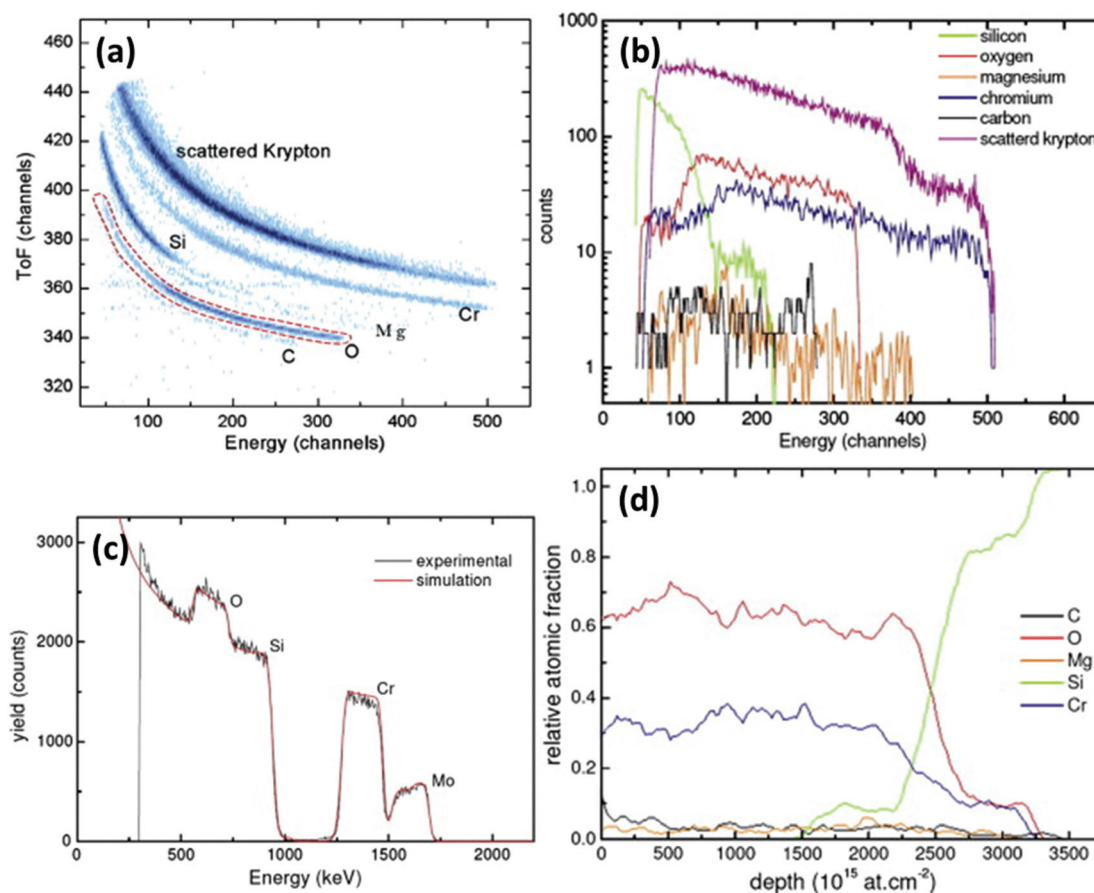 (a)
460
440
420
400
380
360
340
320
ToF (channels)
scattered Krypton
Si
Mg
Cr
C
O
100 200 300 400 500
Energy (channels)
(b)
1000
100
10
1
counts
silicon
oxygen
magnesium
chromium
carbon
scatterd krypton
0 100 200 300 400 500 600
Energy (channels)
(c)
3000
2000
1000
0
yield (counts)
experimental
simulation
O
Si
Cr
Mo
0 500 1000 1500 2000
Energy (keV)
(d)
1.0
0.8
0.6
0.4
0.2
0.0
relative atomic fraction
C
O
Mg
Si
Cr
0 500 1000 1500 2000 2500 3000 3500
depth (10¹⁵ at.cm⁻²)